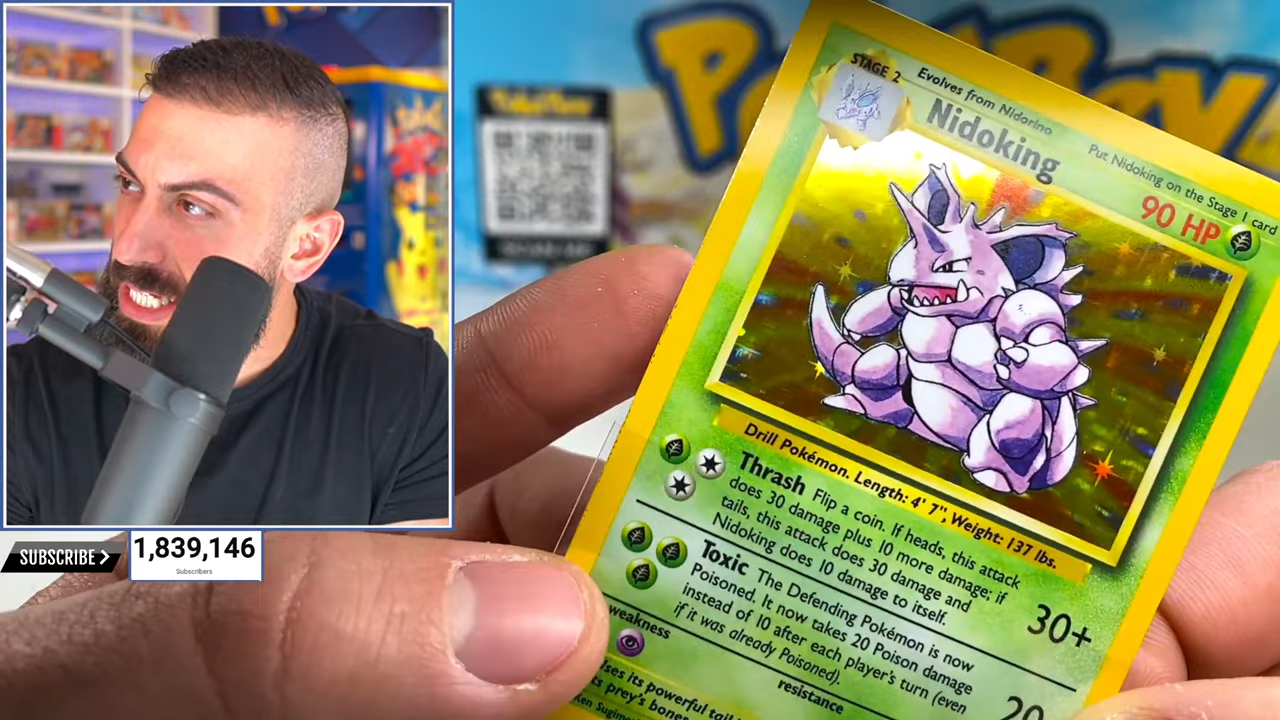 STAGE 2
Evolves from Nidorino
Nidoking
Put Nidoking on the Stage 1 card
90 HP
Drill Pokémon. Length: 4' 7", Weight: 137 lbs.
Thrash Flip a coin. If heads, this attack
does 30 damage plus 10 more damage; if
tails, this attack does 30 damage and
Nidoking does 10 damage to itself.
30+
Toxic The Defending Pokémon is now
Poisoned. It now takes 20 Poison damage
instead of 10 after each player's turn (even
if it was already Poisoned).
20
weakness
resistance
its powerful
prey's bones
SUBSCRIBE
1,839,146
Subscribers